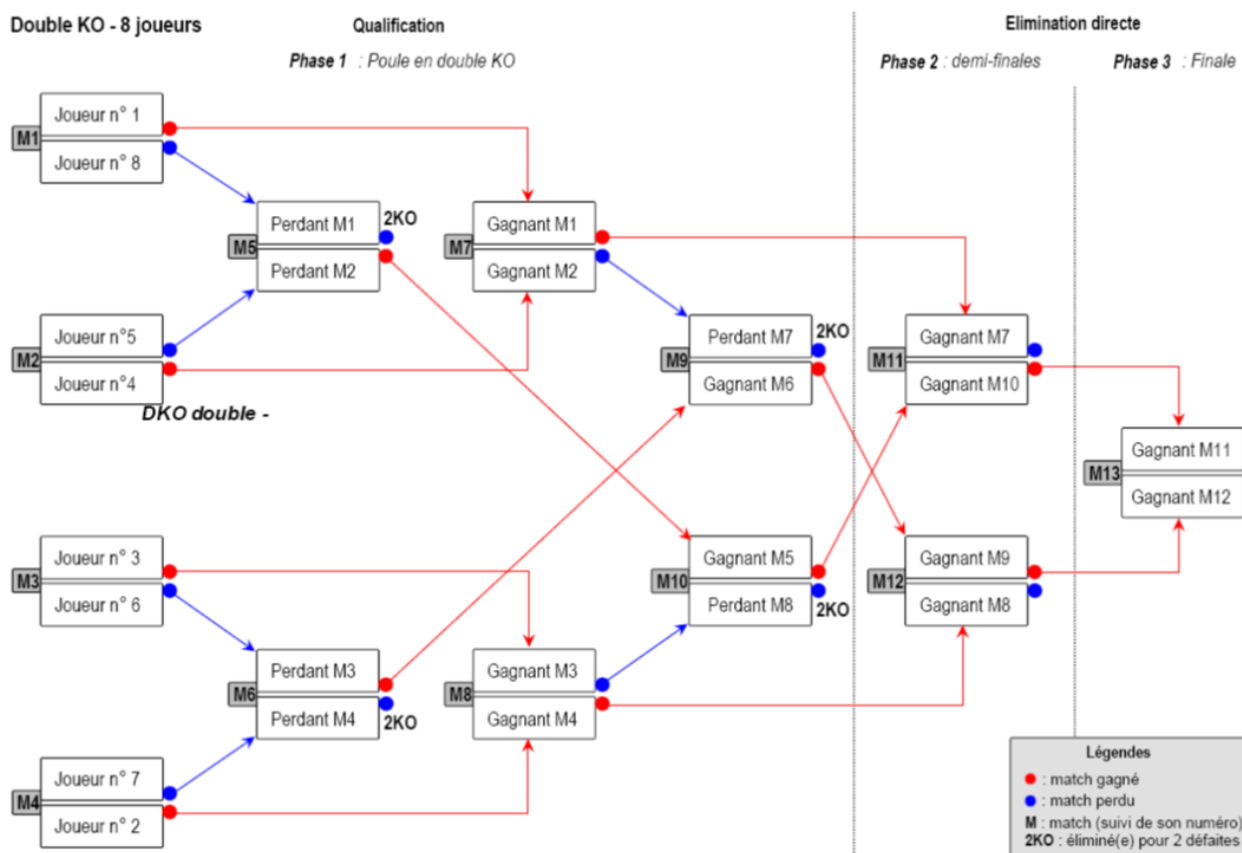 Double KO - 8 joueurs
Qualification
Elimination directe
Phase 1 : Poule en double KO
Phase 2 : demi-finales
Phase 3 : Finale
M1
Joueur n° 1
Joueur n° 8
M5
Perdant M1
Perdant M2
2KO
M7
Gagnant M1
Gagnant M2
M2
Joueur n°5
Joueur n°4
DKO double -
M9
Perdant M7
Gagnant M6
2KO
M11
Gagnant M7
Gagnant M10
M13
Gagnant M11
Gagnant M12
M3
Joueur n° 3
Joueur n° 6
M10
Gagnant M5
Perdant M8
2KO
M12
Gagnant M9
Gagnant M8
M6
Perdant M3
Perdant M4
2KO
M8
Gagnant M3
Gagnant M4
M4
Joueur n° 7
Joueur n° 2
Légendes
: match gagné
: match perdu
M : match (suivi de son numéro)
2KO : éliminé(e) pour 2 défaites